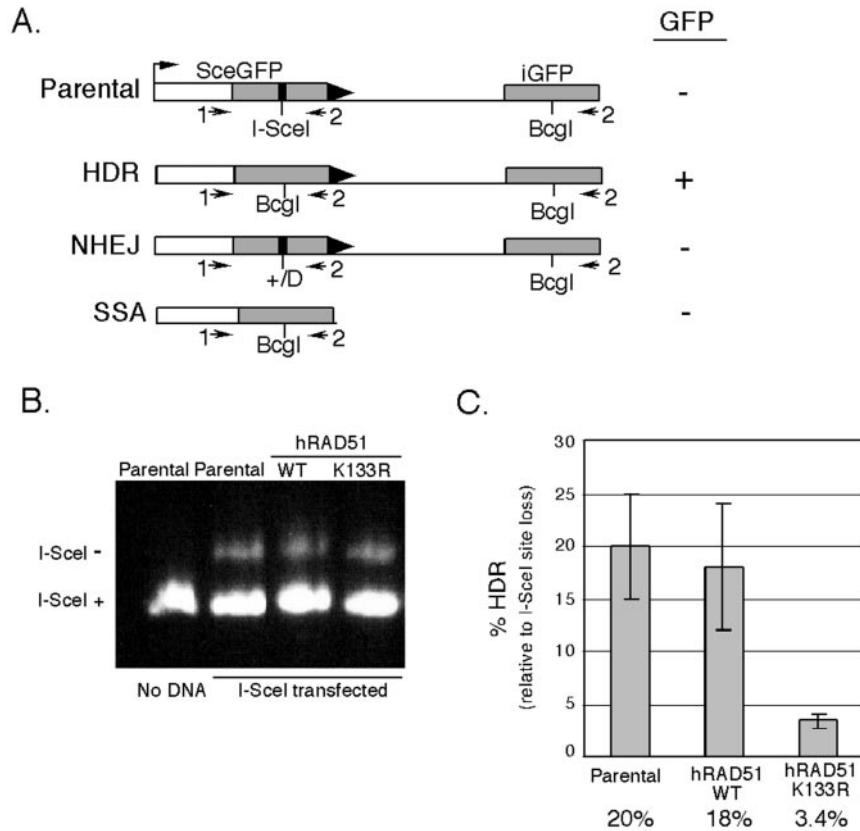 A.
GFP
SceGFP
iGFP
Parental
1
2
2
-
I-SceI
BcgI
HDR
1
2
2
+
BcgI
BcgI
NHEJ
1
2
2
-
+/D
BcgI
SSA
1
2
-
BcgI
B.
hRAD51
Parental Parental WT K133R
I-SceI -
I-SceI +
No DNA I-SceI transfected
C.
% HDR
(relative to I-SceI site loss)
30
25
20
15
10
5
0
Parental hRAD51 WT hRAD51 K133R
20% 18% 3.4%